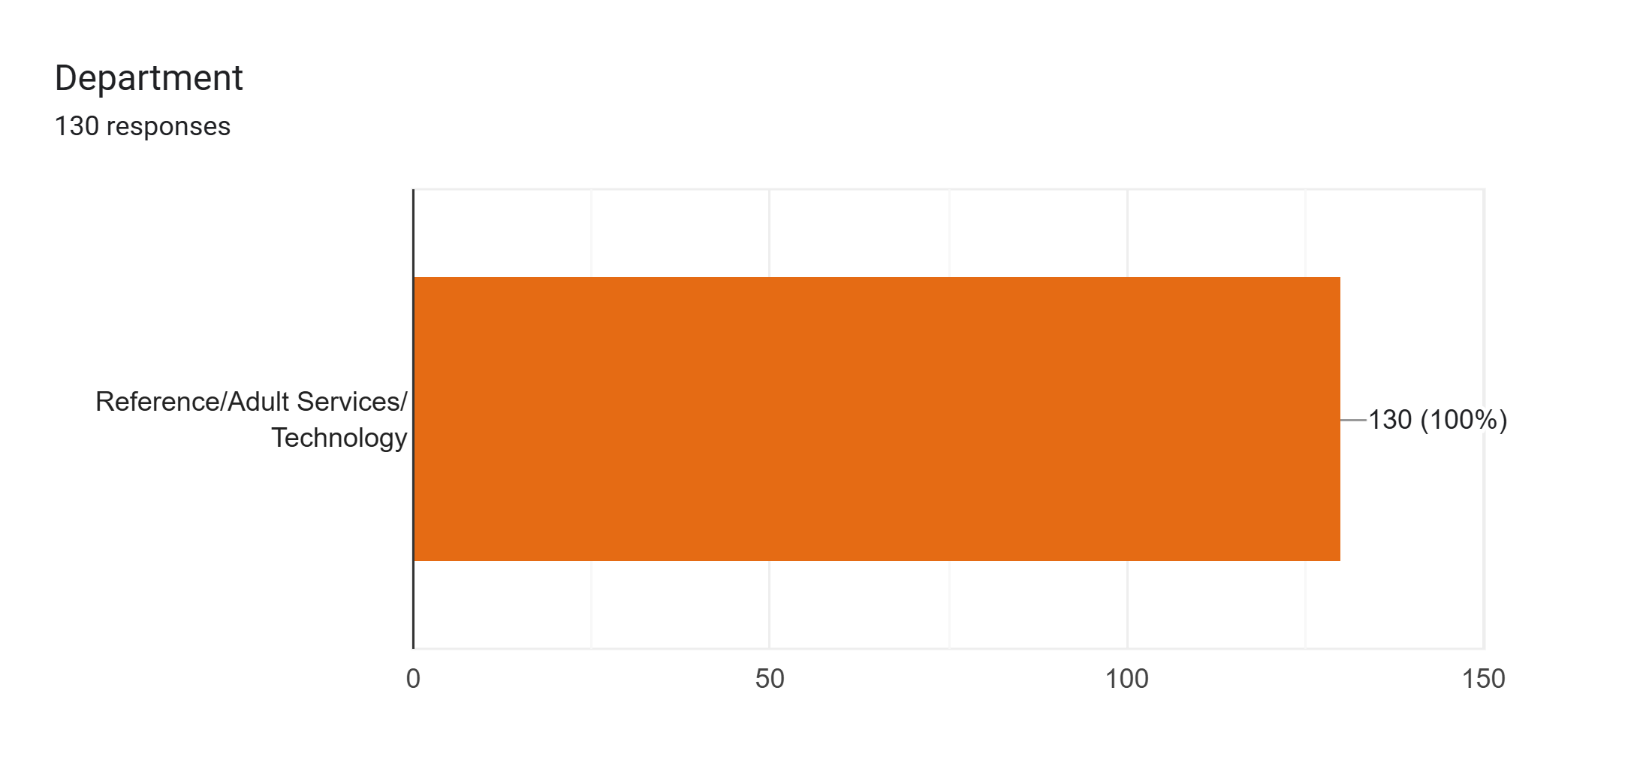 Department
130 responses
Reference/Adult Services/
Technology
130 (100%)
0
50
100
150